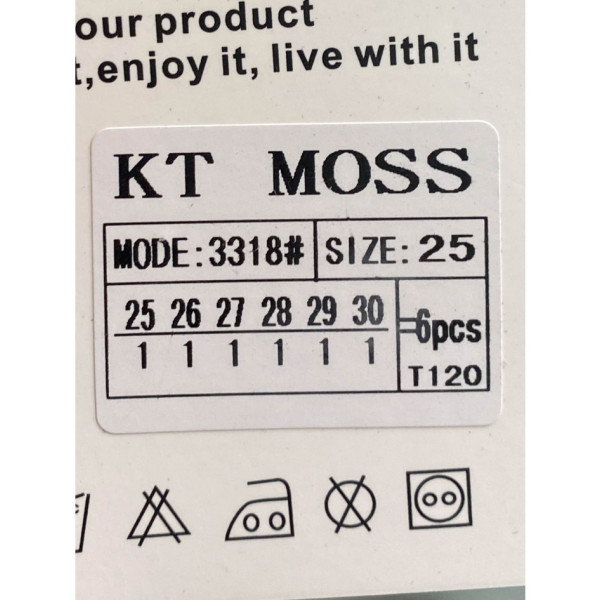 our product
,enjoy it, live with it
KT MOSS
MODE:3318# SIZE:25
25 26 27 28 29 30 =6pcs
1 1 1 1 1 1
T120